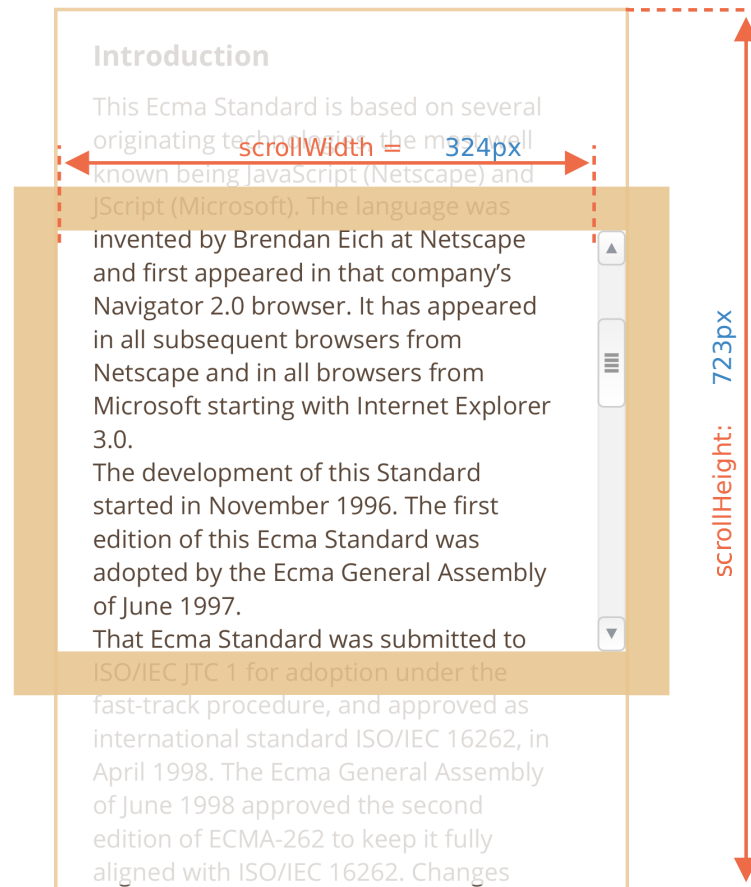 Introduction
This Ecma Standard is based on several
originating technologies, the most well
scrollWidth = 324px
known being JavaScript (Netscape) and
JScript (Microsoft). The language was
invented by Brendan Eich at Netscape
and first appeared in that company’s
Navigator 2.0 browser. It has appeared
in all subsequent browsers from
Netscape and in all browsers from
Microsoft starting with Internet Explorer
3.0.
The development of this Standard
started in November 1996. The first
edition of this Ecma Standard was
adopted by the Ecma General Assembly
of June 1997.
That Ecma Standard was submitted to
ISO/IEC JTC 1 for adoption under the
fast-track procedure, and approved as
international standard ISO/IEC 16262, in
April 1998. The Ecma General Assembly
of June 1998 approved the second
edition of ECMA-262 to keep it fully
aligned with ISO/IEC 16262. Changes
scrollHeight: 723px